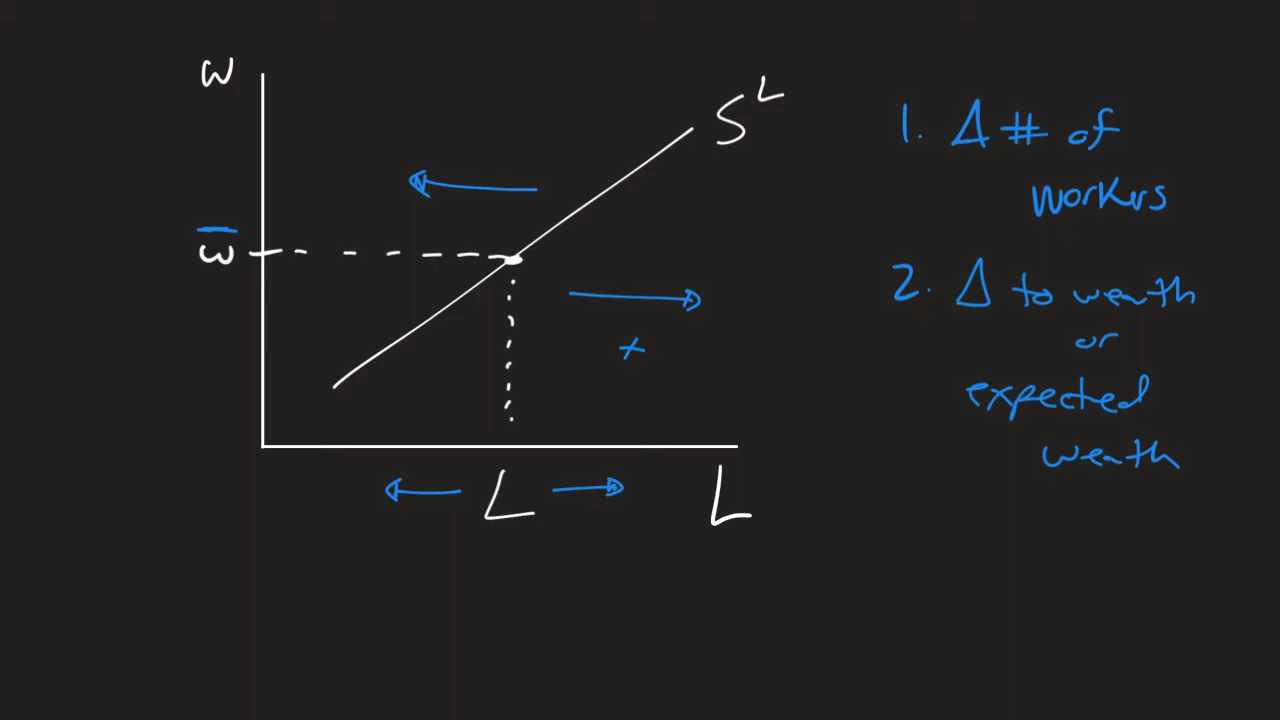 w
S^L
w̄
L
L
+
1. Δ # of
workers
2. Δ to wealth
or
expected
wealth